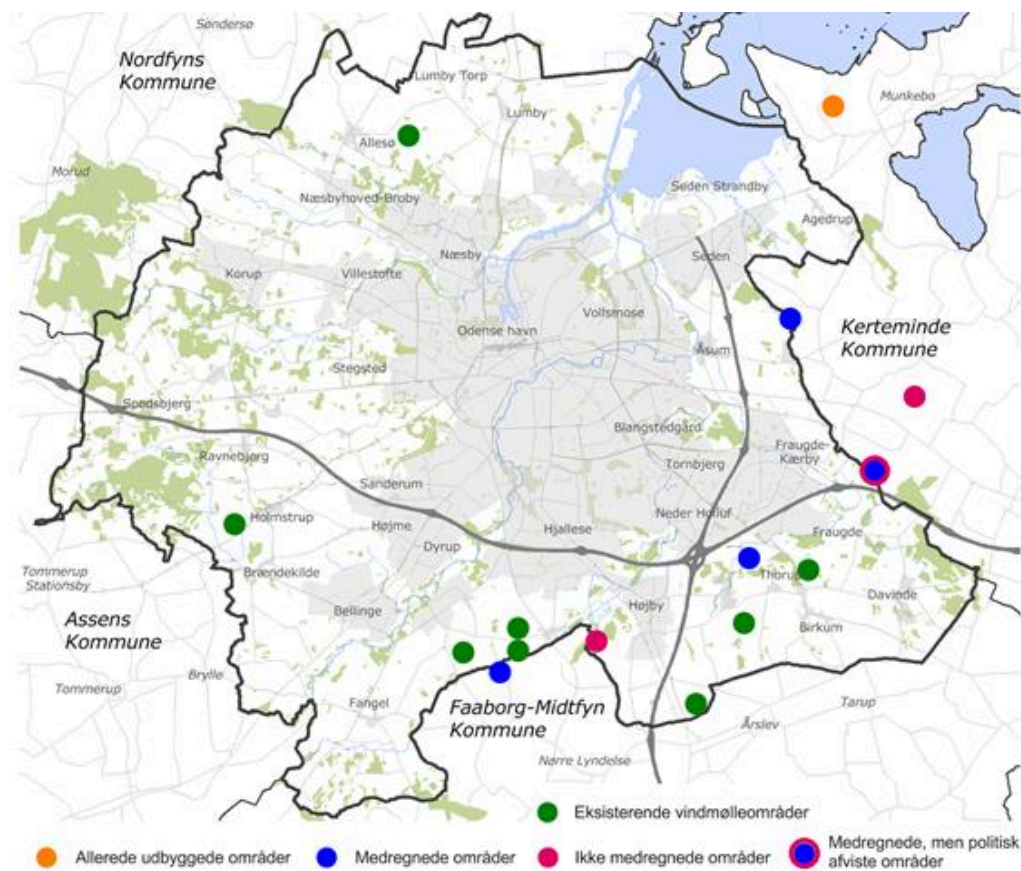 Søndersø
Nordfyns
Kommune
Lumby Torp
Munkebo
Lumby
Allesø
Morud
Seden Strandby
Næsbyhoved-Broby
Agedrup
Næsby
Seden
Korup
Villestofte
Vollsmose
Odense havn
Kerteminde
Kommune
Åsum
Stegsted
Spedsbjerg
Blangstedgård
Fraugde-
Kærby
Ravnebjerg
Tornbjerg
Sanderum
Neder Holluf
Holmstrup
Højme
Hjallese
Fraugde
Dyrup
Tommerup
Stationsby
Brændekilde
Thorup
Davinde
Bellinge
Højby
Assens
Kommune
Birkum
Brylle
Tommerup
Fangel
Faaborg-Midtfyn
Kommune
Tarup
Årslev
Nørre Lyndelse
Eksisterende vindmølleområder
Allerede udbyggede områder
Medregnede områder
Ikke medregnede områder
Medregnede, men politisk
afviste områder